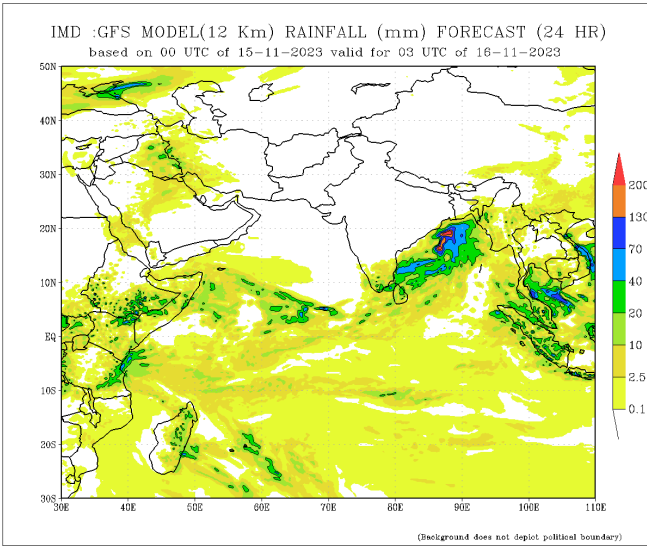 IMD :GFS MODEL(12 Km) RAINFALL (mm) FORECAST (24 HR)
based on 00 UTC of 15-11-2023 valid for 03 UTC of 16-11-2023
50N
40N
30N
20N
10N
EQ
10S
20S
30S
30E 40E 50E 60E 70E 80E 90E 100E 110E
200
130
70
40
20
10
2.5
0.1
(Background does not depict political boundary)